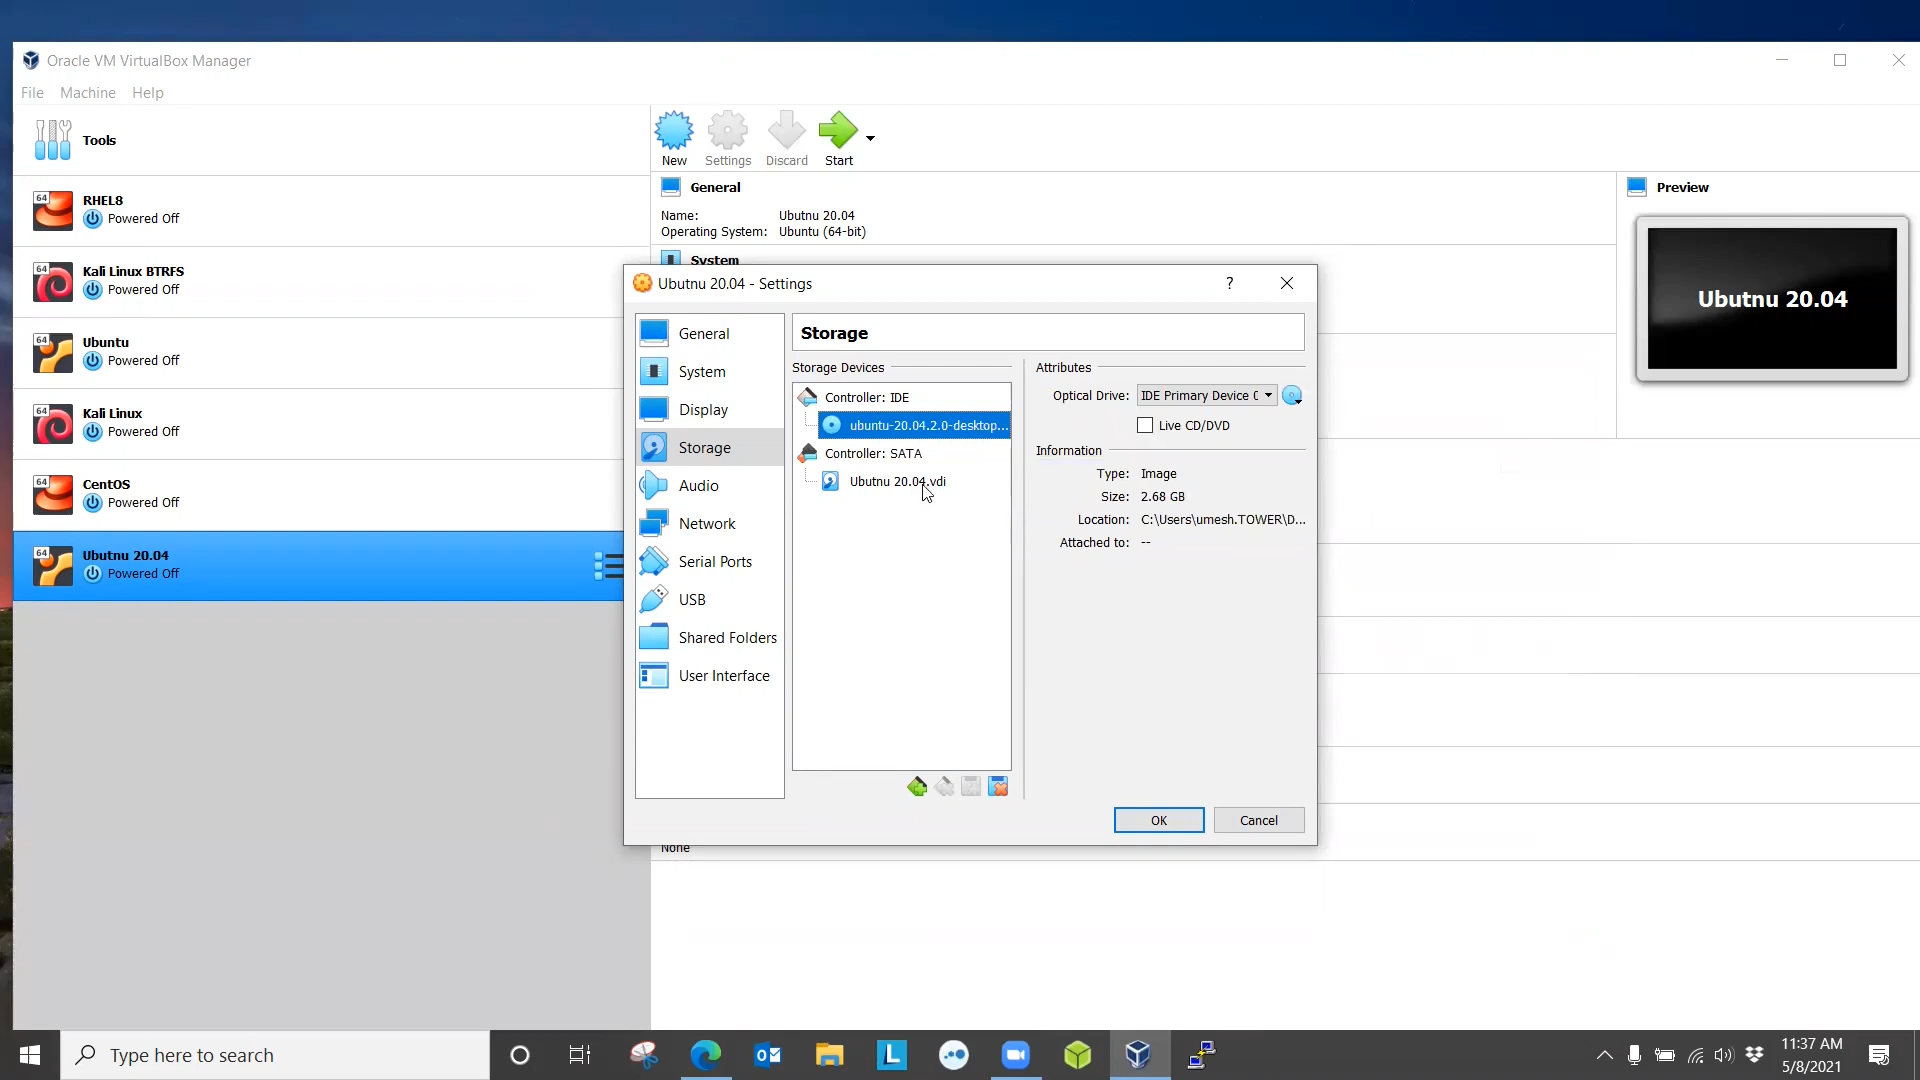 Oracle VM VirtualBox Manager
File Machine Help
Tools
New Settings Discard Start
64 RHEL8
Powered Off
64 Kali Linux BTRFS
Powered Off
64 Ubuntu
Powered Off
64 Kali Linux
Powered Off
64 CentOS
Powered Off
64 Ubutnu 20.04
Powered Off
General
Name: Ubutnu 20.04
Operating System: Ubuntu (64-bit)
System
Preview
Ubutnu 20.04
Ubutnu 20.04 - Settings ?
General
System
Display
Storage
Audio
Network
Serial Ports
USB
Shared Folders
User Interface
Storage
Storage Devices
Controller: IDE
ubuntu-20.04.2.0-desktop...
Controller: SATA
Ubutnu 20.04.vdi
Attributes
Optical Drive: IDE Primary Device 0
Live CD/DVD
Information
Type: Image
Size: 2.68 GB
Location: C:\Users\umesh.TOWER\D...
Attached to: --
OK Cancel
None
Type here to search
L
11:37 AM
5/8/2021